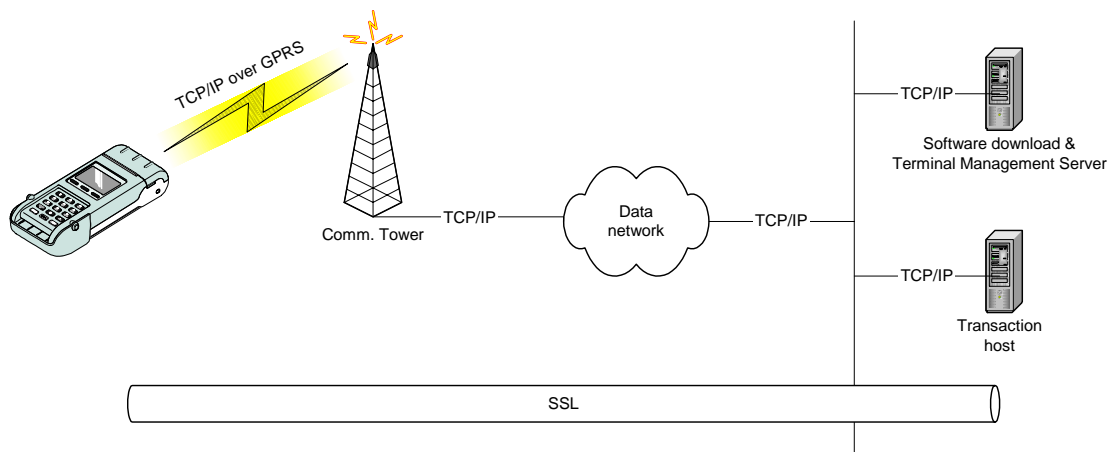 TCP/IP over GPRS
Comm. Tower
TCP/IP
Data
network
TCP/IP
TCP/IP
Software download &
Terminal Management Server
TCP/IP
Transaction
host
SSL